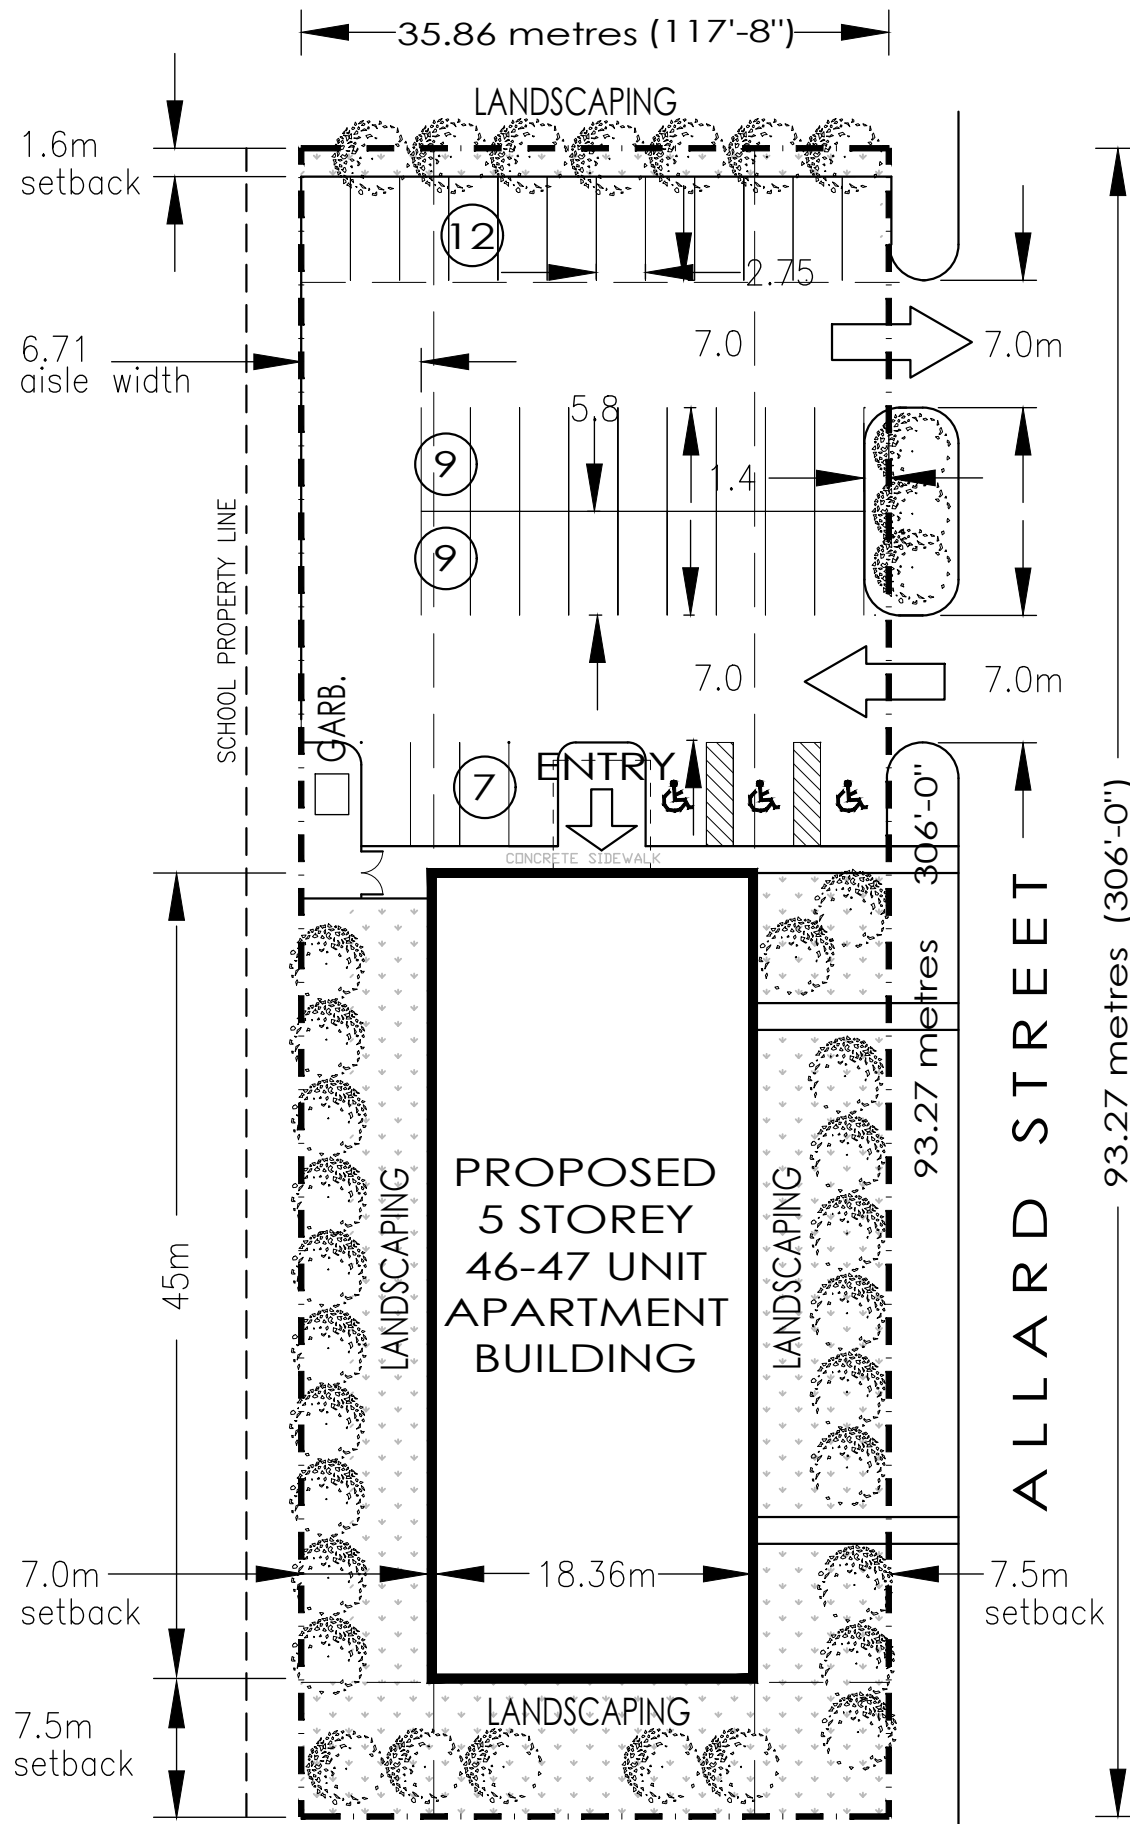 35.86 metres (117'-8")
LANDSCAPING
1.6m
setback
12
2.75
6.71
aisle width
7.0
7.0m
5.8
9
1.4
9
SCHOOL PROPERTY LINE
7.0
7.0m
GARB.
ENTRY
7
CONCRETE SIDEWALK
93.27 metres 306'-0"
93.27 metres (306'-0")
ALLARD STREET
45m
LANDSCAPING
PROPOSED
5 STOREY
46-47 UNIT
APARTMENT
BUILDING
LANDSCAPING
7.0m
setback
18.36m
7.5m
setback
7.5m
setback
LANDSCAPING